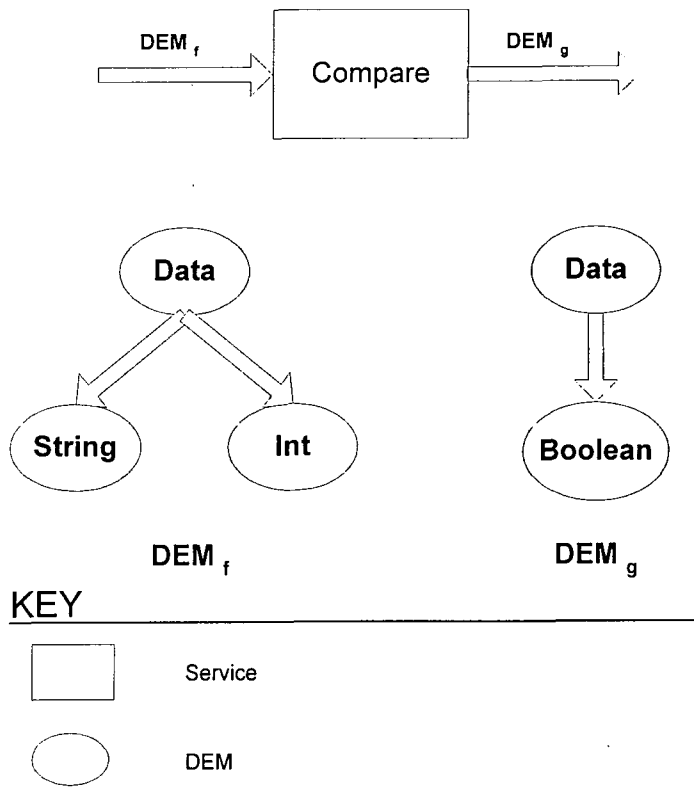 DEM f
DEM g
Compare
Data
Data
String
Int
Boolean
DEM f
DEM g
KEY
Service
DEM